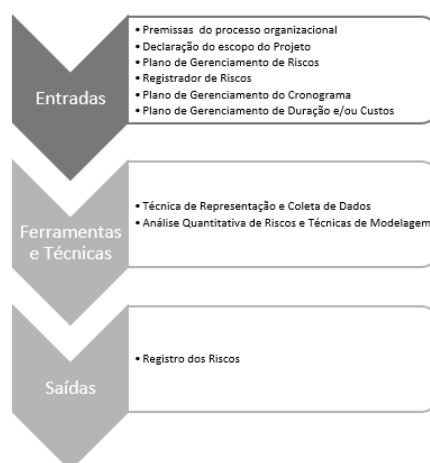 Entradas
• Premissas do processo organizacional
• Declaração do escopo do Projeto
• Plano de Gerenciamento de Riscos
• Registrador de Riscos
• Plano de Gerenciamento do Cronograma
• Plano de Gerenciamento de Duração e/ou Custos
Ferramentas
e Técnicas
• Técnica de Representação e Coleta de Dados
• Análise Quantitativa de Riscos e Técnicas de Modelagem
Saídas
• Registro dos Riscos